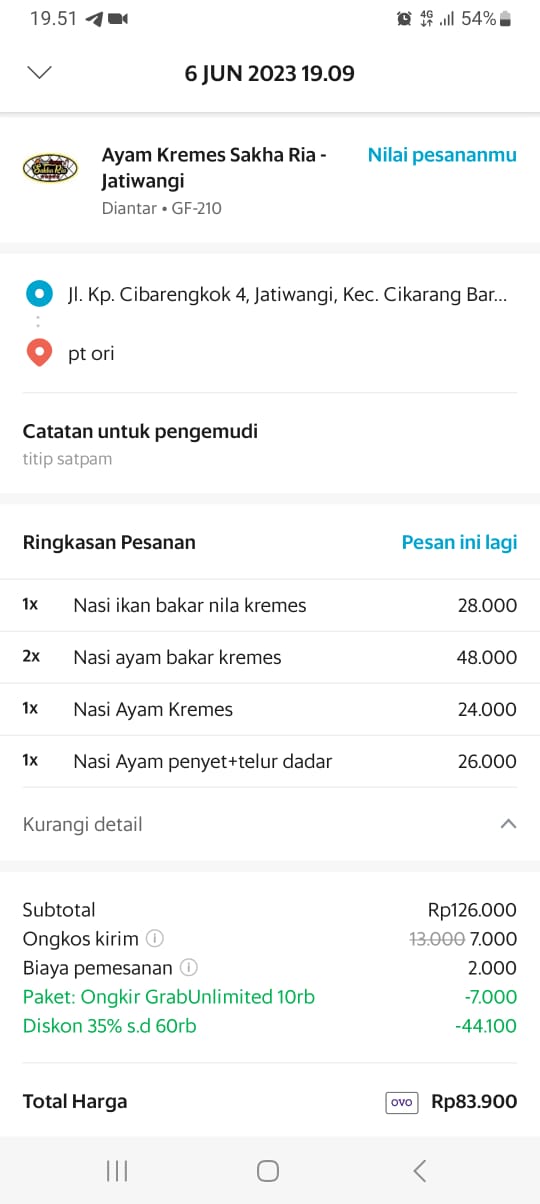 19.51 4G 54%
6 JUN 2023 19.09
Ayam Kremes Sakha Ria -
Jatiwangi
Nilai pesananmu
Diantar • GF-210
Sakha Ria
Jl. Kp. Cibarengkok 4, Jatiwangi, Kec. Cikarang Bar...
pt ori
Catatan untuk pengemudi
titip satpam
Ringkasan Pesanan Pesan ini lagi
1x Nasi ikan bakar nila kremes 28.000
2x Nasi ayam bakar kremes 48.000
1x Nasi Ayam Kremes 24.000
1x Nasi Ayam penyet+telur dadar 26.000
Kurangi detail
Subtotal Rp126.000
Ongkos kirim 13.000 7.000
Biaya pemesanan 2.000
Paket: Ongkir GrabUnlimited 10rb -7.000
Diskon 35% s.d 60rb -44.100
Total Harga OVO Rp83.900